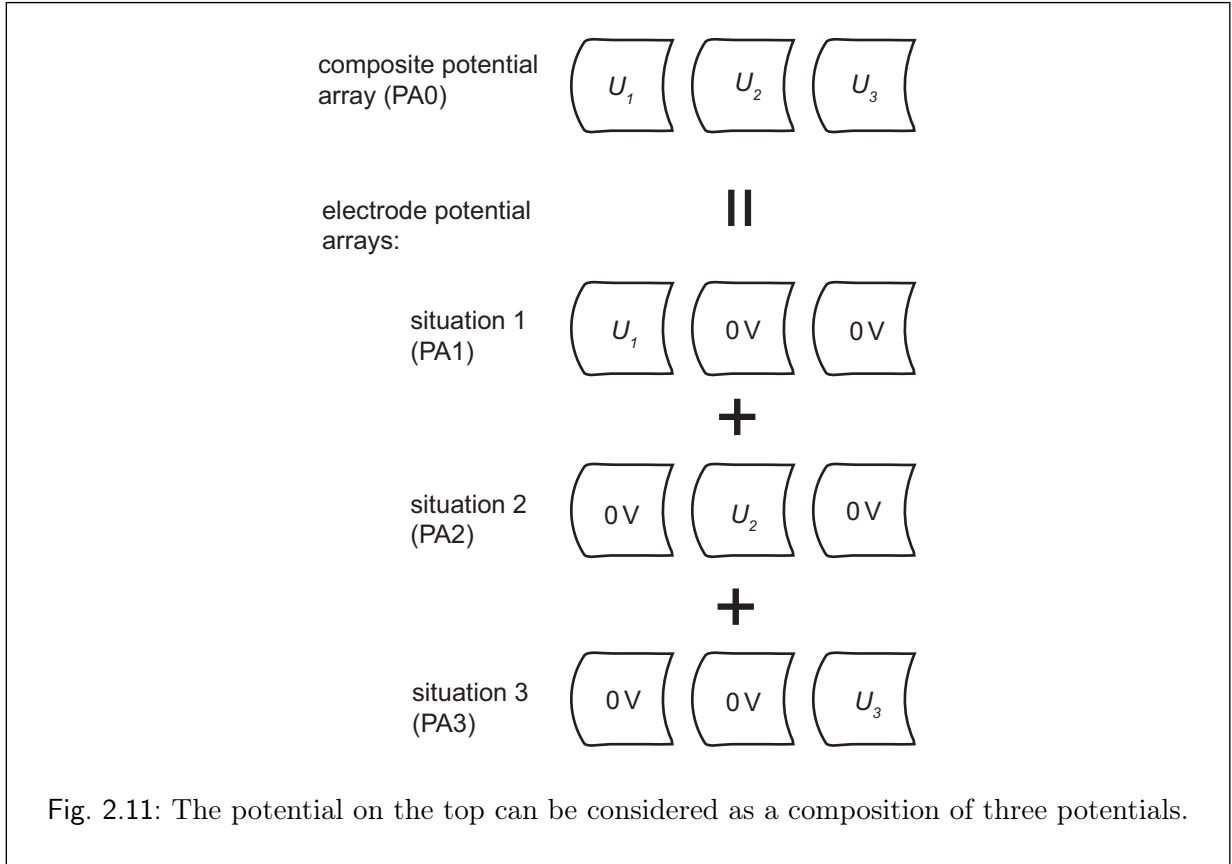 composite potential
array (PA0)
U₁ U₂ U₃
=
electrode potential
arrays:
situation 1
(PA1)
U₁ 0 V 0 V
+
situation 2
(PA2)
0 V U₂ 0 V
+
situation 3
(PA3)
0 V 0 V U₃
Fig. 2.11: The potential on the top can be considered as a composition of three potentials.